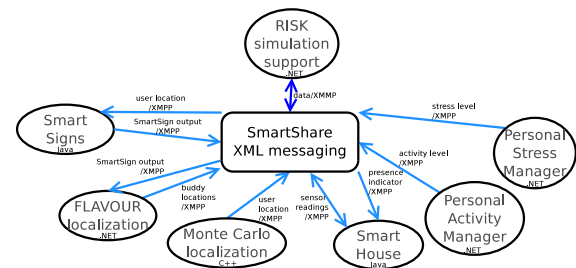 RISK
simulation
support
.NET
data/XMMP
user location
/XMPP
stress level
/XMPP
Smart
Signs
Java
SmartSign output
/XMPP
SmartShare
XML messaging
activity level
/XMPP
Personal
Stress
Manager
.NET
SmartSign output
/XMPP
buddy
locations
/XMPP
user
location
/XMPP
sensor
readings
/XMPP
presence
indicator
/XMPP
FLAVOUR
localization
.NET
Monte Carlo
localization
C++
Smart
House
Java
Personal
Activity
Manager
.NET